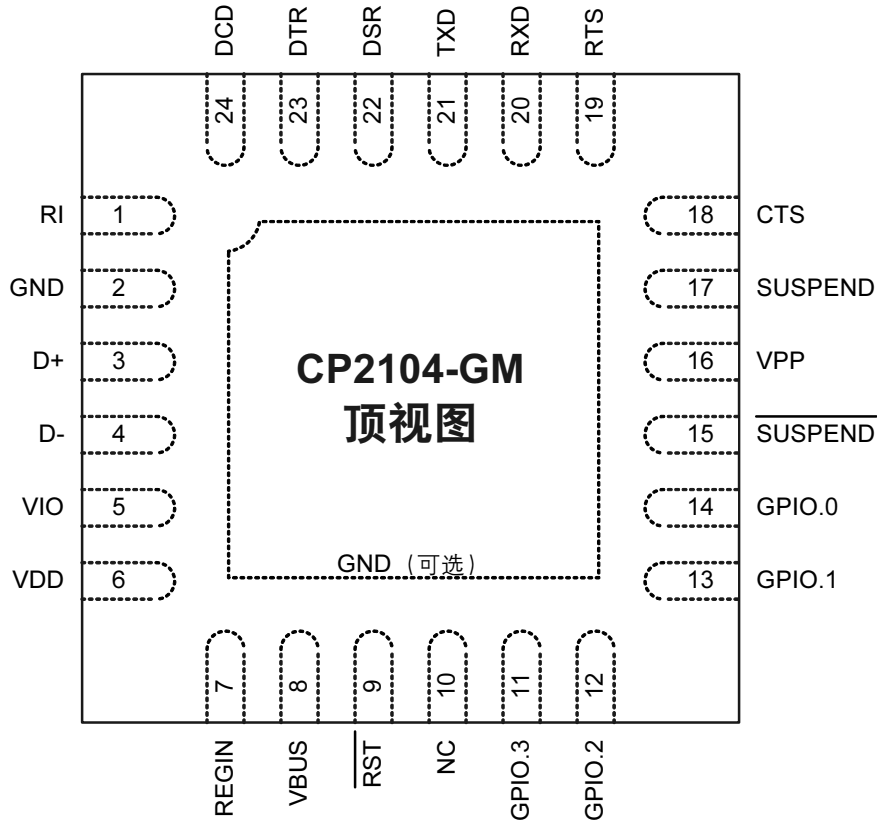 DCD DTR DSR TXD RXD RTS
24 23 22 21 20 19
RI 1 18 CTS
GND 2 17 SUSPEND
D+ 3 16 VPP
CP2104-GM
顶视图
D- 4 15 S̅U̅S̅P̅E̅N̅D̅
VIO 5 14 GPIO.0
GND (可选)
VDD 6 13 GPIO.1
7 8 9 10 11 12
REGIN VBUS R̅S̅T̅ NC GPIO.3 GPIO.2